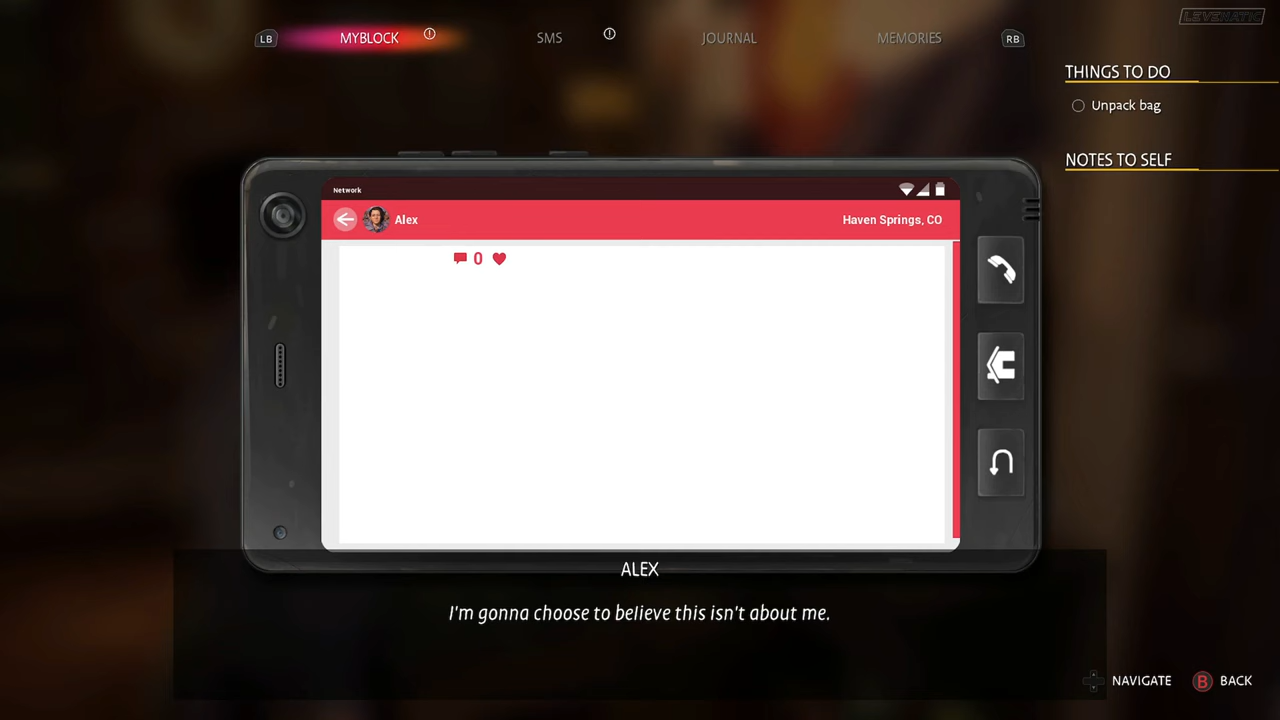 LEVENATIC
LB MYBLOCK SMS JOURNAL MEMORIES RB
THINGS TO DO
Unpack bag
NOTES TO SELF
Network
Alex Haven Springs, CO
0
ALEX
I'm gonna choose to believe this isn't about me.
NAVIGATE B BACK